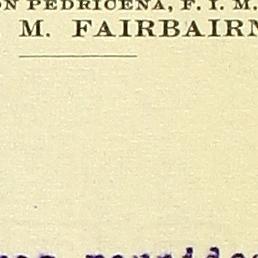 ON PEDRICENA, F. I. M.
M. FAIRBAIRN